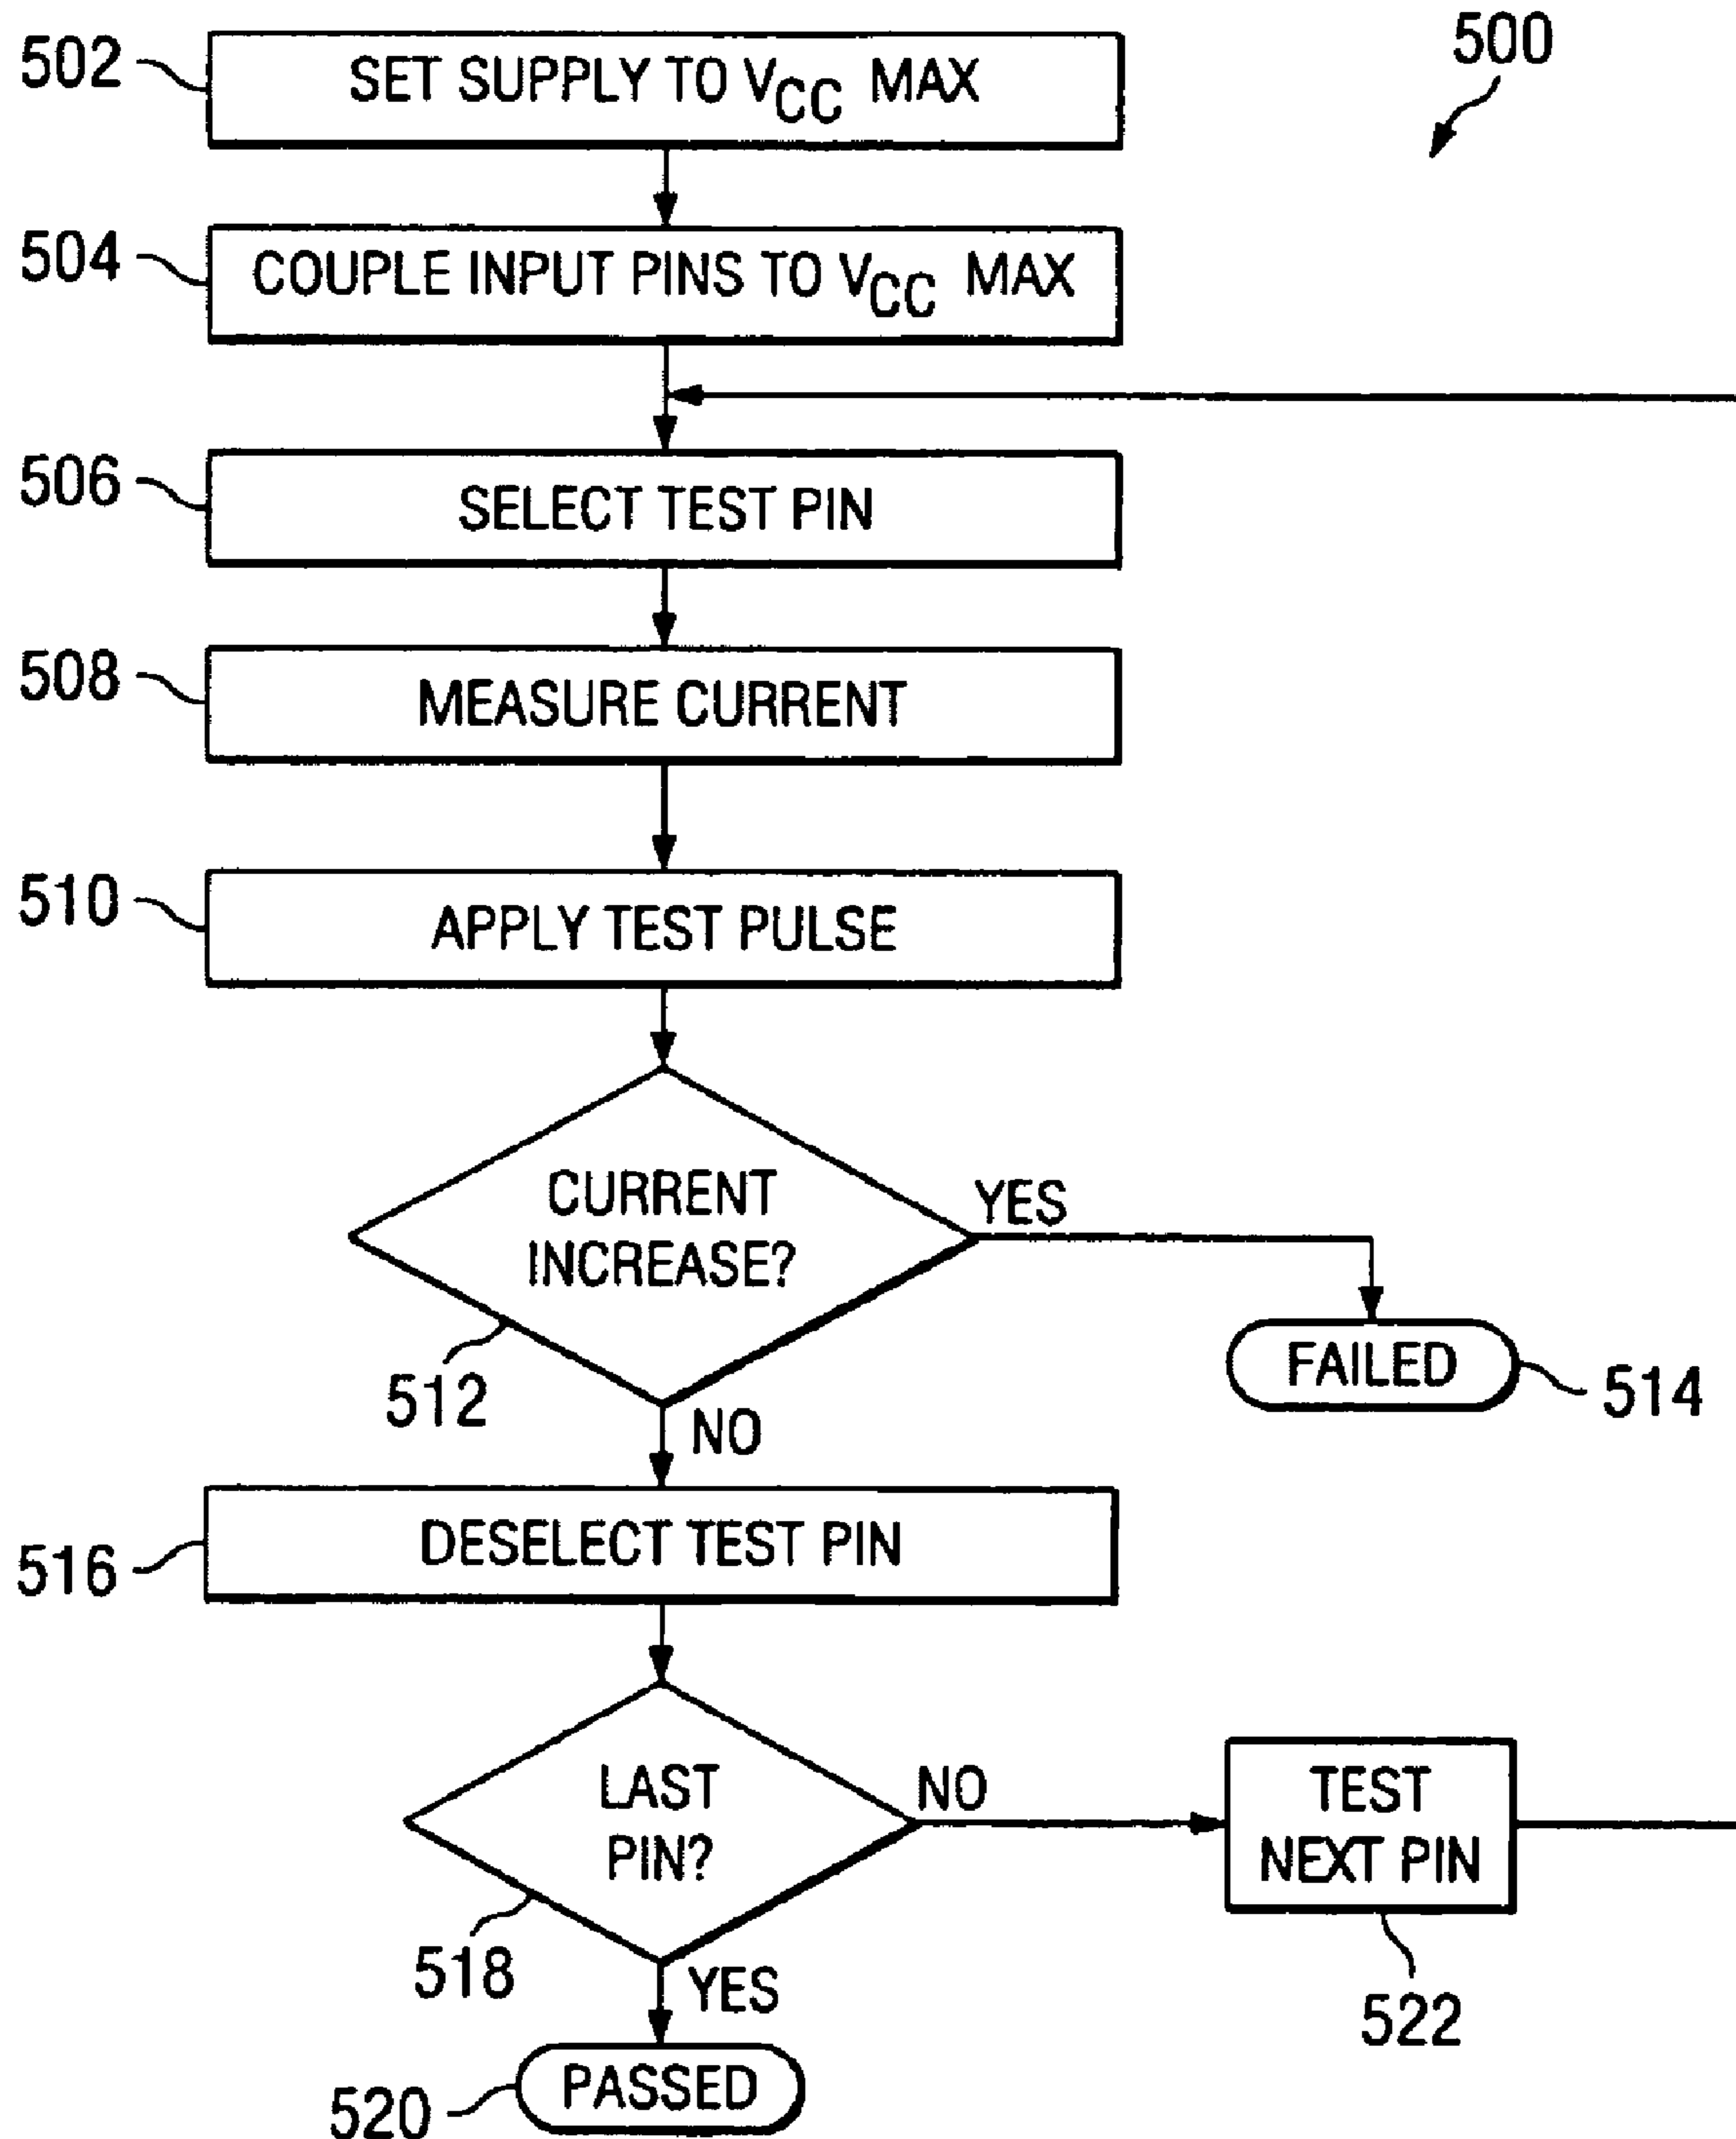 500
502
SET SUPPLY TO VCC MAX
504
COUPLE INPUT PINS TO VCC MAX
506
SELECT TEST PIN
508
MEASURE CURRENT
510
APPLY TEST PULSE
CURRENT
INCREASE?
YES
512
NO
FAILED
514
516
DESELECT TEST PIN
LAST
PIN?
NO
518
YES
TEST
NEXT PIN
522
520
PASSED